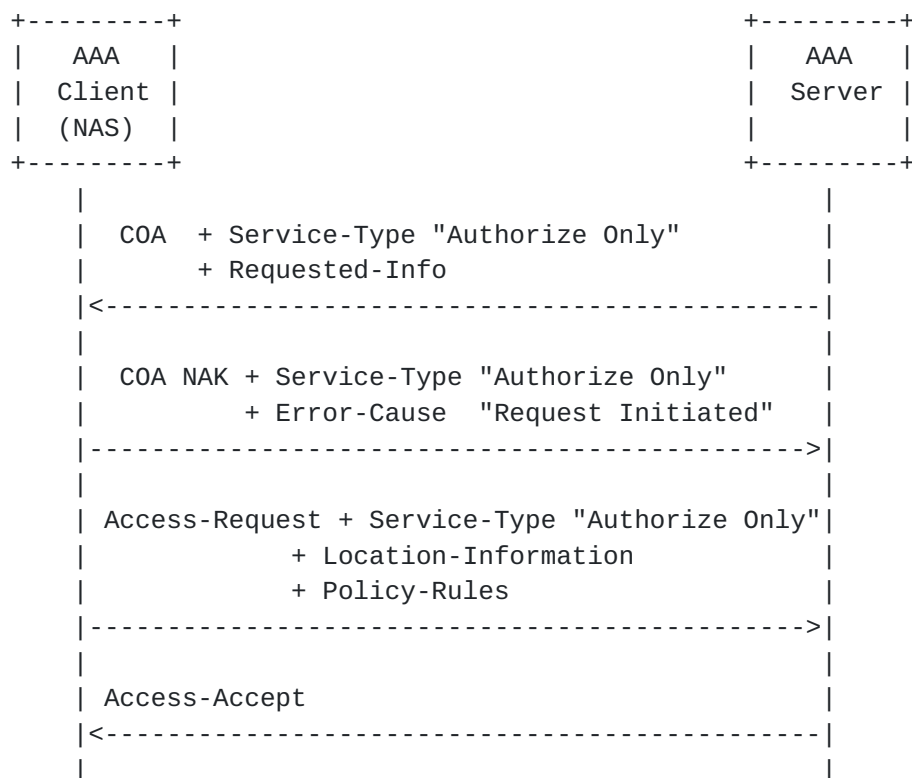 AAA AAA
Client Server
(NAS)
COA + Service-Type "Authorize Only"
+ Requested-Info
COA NAK + Service-Type "Authorize Only"
+ Error-Cause "Request Initiated"
Access-Request + Service-Type "Authorize Only"
+ Location-Information
+ Policy-Rules
Access-Accept